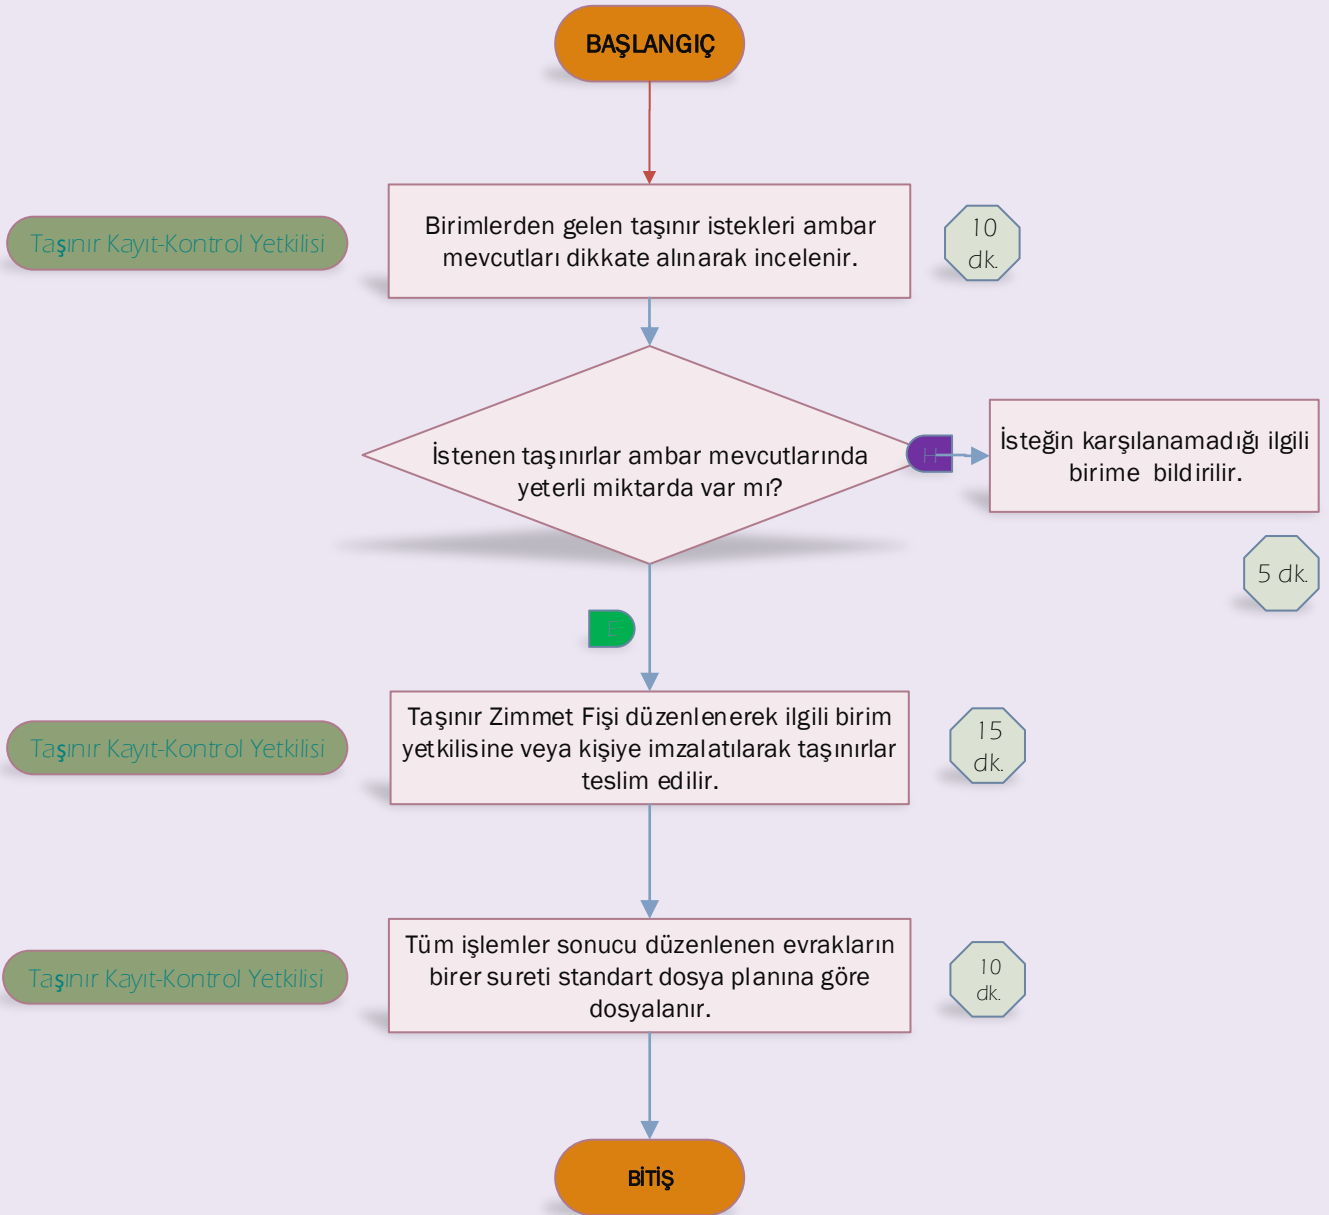 BAŞLANGIÇ
Taşınır Kayıt-Kontrol Yetkilisi
Birimlerden gelen taşınır istekleri ambar
mevcutları dikkate alınarak incelenir.
10
dk.
İstenen taşınırlar ambar mevcutlarında
yeterli miktarda var mı?
H
İsteğin karşılanamadığı ilgili
birime bildirilir.
5 dk.
E
Taşınır Kayıt-Kontrol Yetkilisi
Taşınır Zimmet Fişi düzenlenerek ilgili birim
yetkilisine veya kişiye imzalatılarak taşınırlar
teslim edilir.
15
dk.
Taşınır Kayıt-Kontrol Yetkilisi
Tüm işlemler sonucu düzenlenen evrakların
birer sureti standart dosya planına göre
dosyalanır.
10
dk.
BİTİŞ